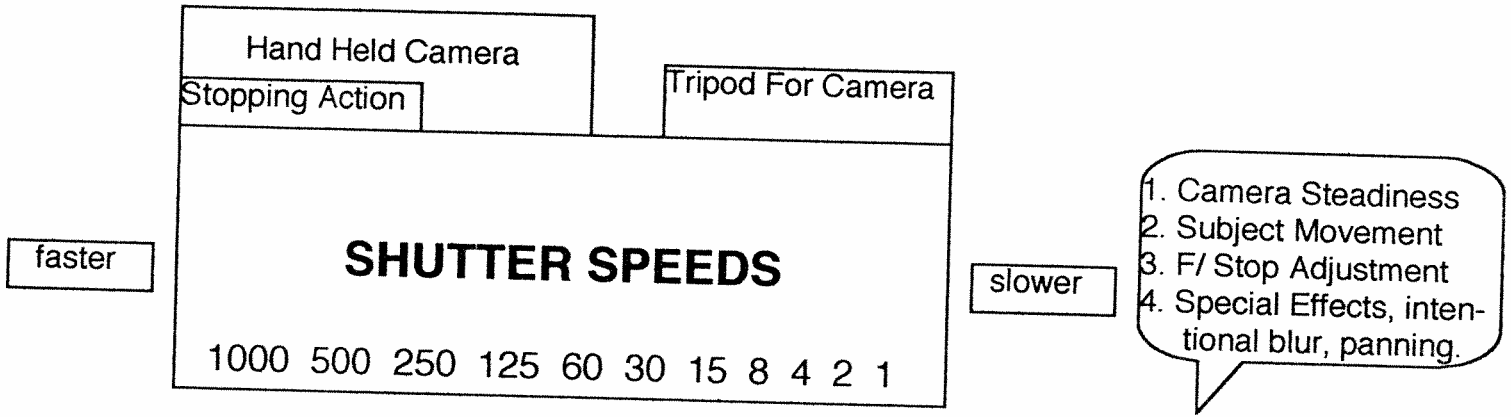 Hand Held Camera
Stopping Action
Tripod For Camera
faster
SHUTTER SPEEDS
slower
1000 500 250 125 60 30 15 8 4 2 1
1. Camera Steadiness
2. Subject Movement
3. F/ Stop Adjustment
4. Special Effects, inten-
tional blur, panning.